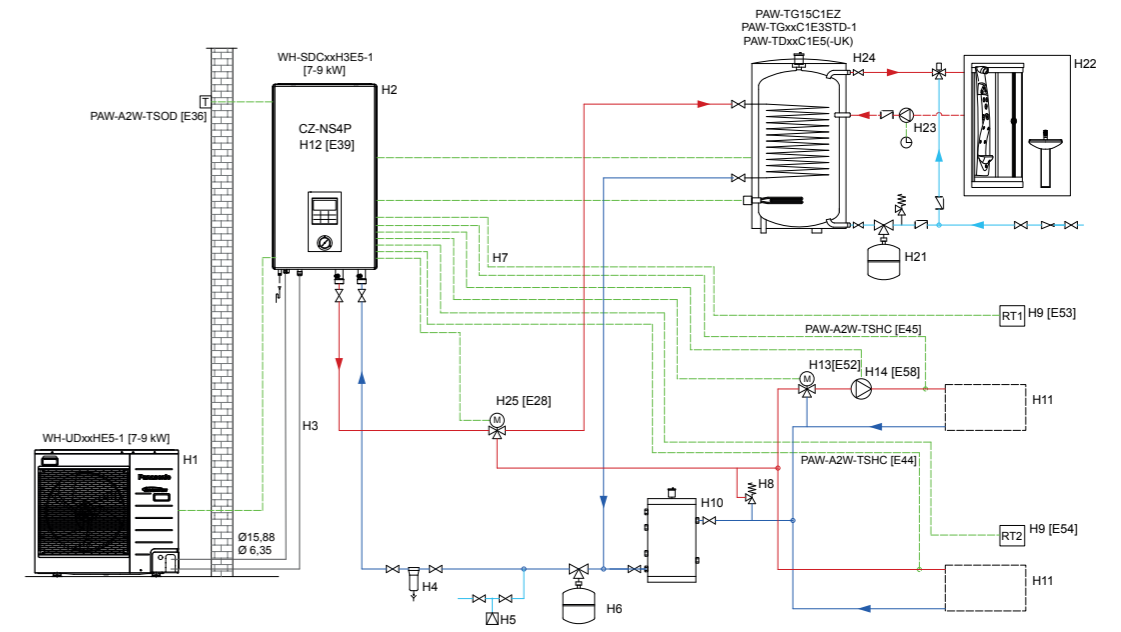 PAW-TG15C1EZ
PAW-TGxxC1E3STD-1
PAW-TDxxC1E5(-UK)
H24
H22
WH-SDCxxH3E5-1
[7-9 kW]
H2
T
PAW-A2W-TSOD [E36]
CZ-NS4P
H12 [E39]
H23
H7
H21
RT1
H9 [E53]
PAW-A2W-TSHC [E45]
H13[E52]
M
H14 [E58]
H11
H25 [E28]
M
H3
WH-UDxxHE5-1 [7-9 kW]
H1
Panasonic
PAW-A2W-TSHC [E44]
H8
H10
Ø15,88
Ø 6,35
RT2
H9 [E54]
H4
H5
H6
H11